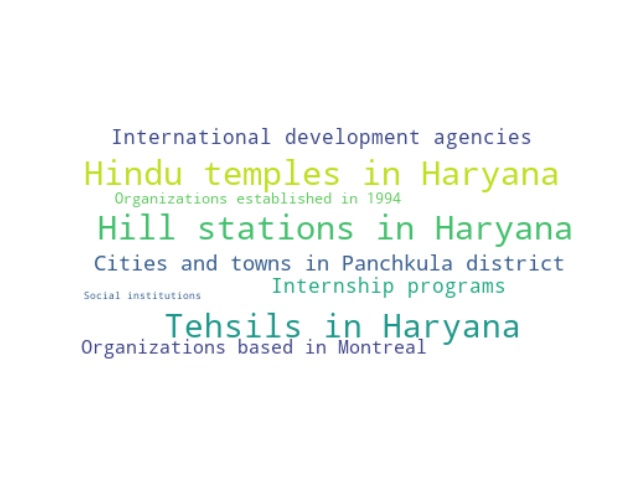 International development agencies
Hindu temples in Haryana
Organizations established in 1994
Hill stations in Haryana
Cities and towns in Panchkula district
Internship programs
Social institutions
Tehsils in Haryana
Organizations based in Montreal